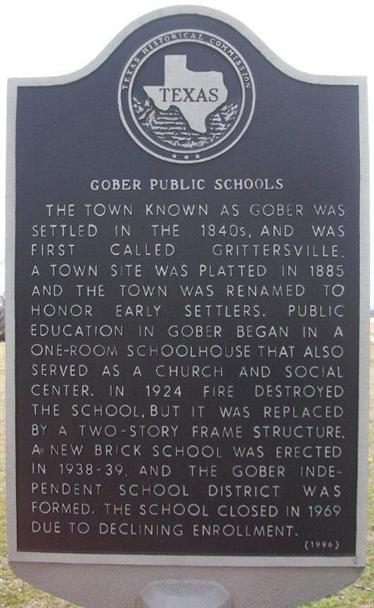 TEXAS HISTORICAL COMMISSION
TEXAS
GOBER PUBLIC SCHOOLS
THE TOWN KNOWN AS GOBER WAS
SETTLED IN THE 1840s, AND WAS
FIRST CALLED GRITTERSVILLE.
A TOWN SITE WAS PLATTED IN 1885
AND THE TOWN WAS RENAMED TO
HONOR EARLY SETTLERS. PUBLIC
EDUCATION IN GOBER BEGAN IN A
ONE-ROOM SCHOOLHOUSE THAT ALSO
SERVED AS A CHURCH AND SOCIAL
CENTER. IN 1924 FIRE DESTROYED
THE SCHOOL, BUT IT WAS REPLACED
BY A TWO-STORY FRAME STRUCTURE.
A NEW BRICK SCHOOL WAS ERECTED
IN 1938-39, AND THE GOBER INDE-
PENDENT SCHOOL DISTRICT WAS
FORMED. THE SCHOOL CLOSED IN 1969
DUE TO DECLINING ENROLLMENT.
(1996)